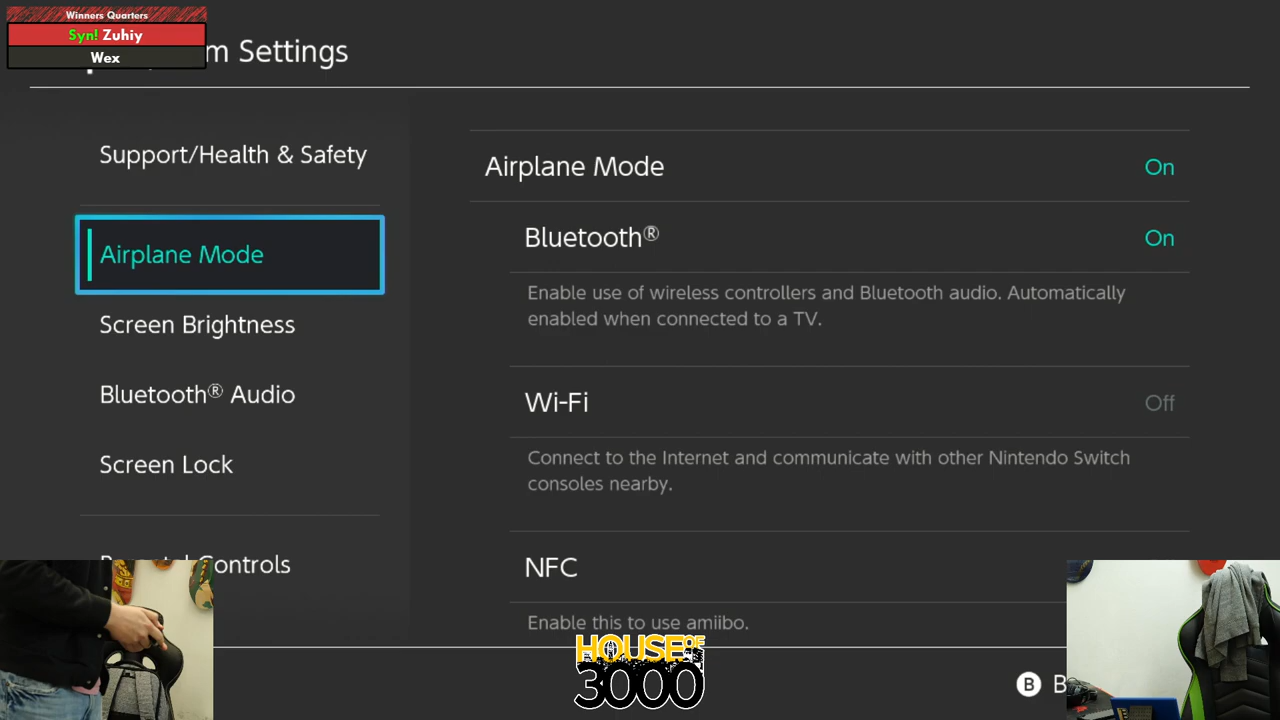 Winners Quarters
Syn! Zuhiy
Wex
m Settings
Support/Health & Safety
Airplane Mode
Screen Brightness
Bluetooth® Audio
Screen Lock
Controls
Airplane Mode On
Bluetooth® On
Enable use of wireless controllers and Bluetooth audio. Automatically
enabled when connected to a TV.
Wi-Fi Off
Connect to the Internet and communicate with other Nintendo Switch
consoles nearby.
NFC
Enable this to use amiibo.
HOUSE OF
3000
B